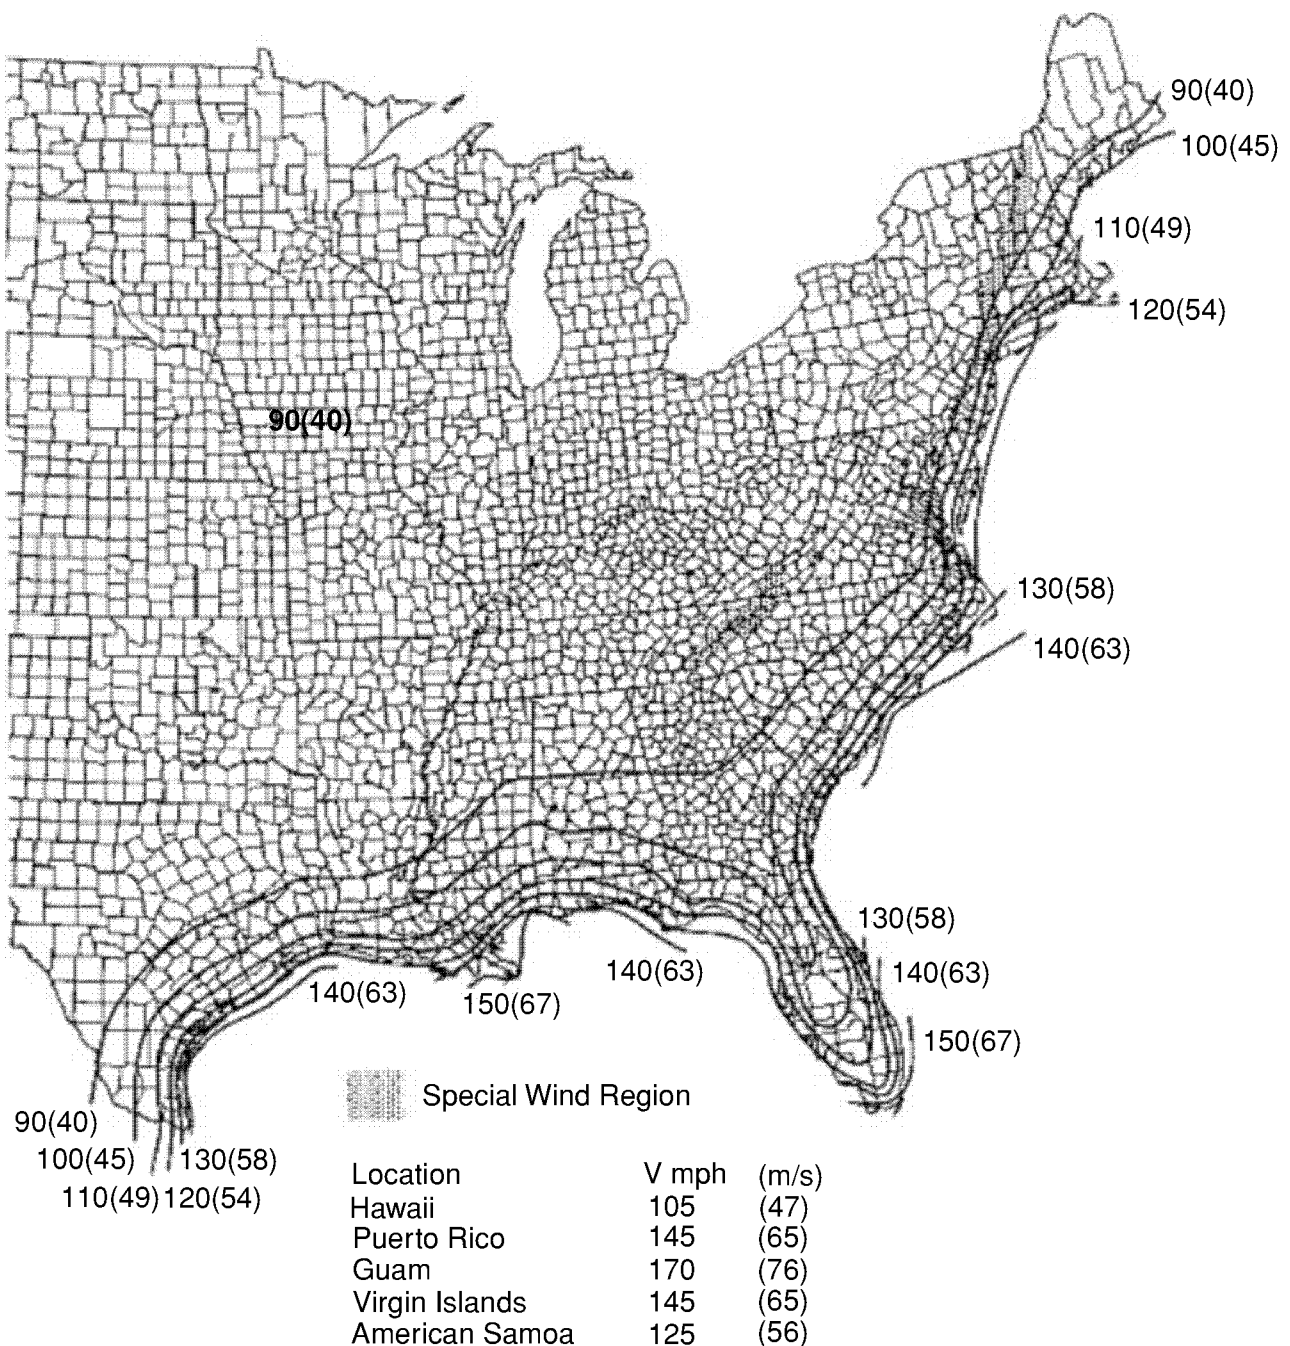 90(40)
100(45)
110(49)
120(54)
90(40)
130(58)
140(63)
130(58)
140(63)
140(63)
140(63)
150(67)
150(67)
Special Wind Region
90(40)
100(45)
130(58)
110(49)
120(54)
Location V mph (m/s)
Hawaii 105 (47)
Puerto Rico 145 (65)
Guam 170 (76)
Virgin Islands 145 (65)
American Samoa 125 (56)